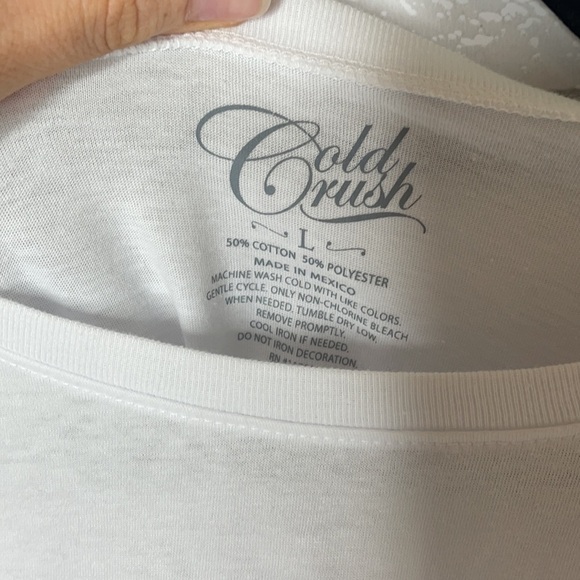 Cold
Crush
L
50% COTTON 50% POLYESTER
MADE IN MEXICO
MACHINE WASH COLD WITH LIKE COLORS.
GENTLE CYCLE. ONLY NON-CHLORINE BLEACH
WHEN NEEDED. TUMBLE DRY LOW.
REMOVE PROMPTLY.
COOL IRON IF NEEDED.
DO NOT IRON DECORATION.
RN